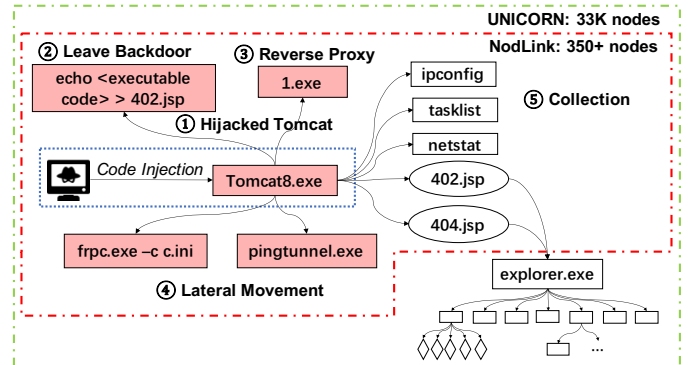 UNICORN: 33K nodes
NodLink: 350+ nodes
② Leave Backdoor
③ Reverse Proxy
echo <executable
code> > 402.jsp
1.exe
ipconfig
⑤ Collection
tasklist
① Hijacked Tomcat
netstat
Code Injection
Tomcat8.exe
402.jsp
404.jsp
frpc.exe –c c.ini
pingtunnel.exe
explorer.exe
④ Lateral Movement
...